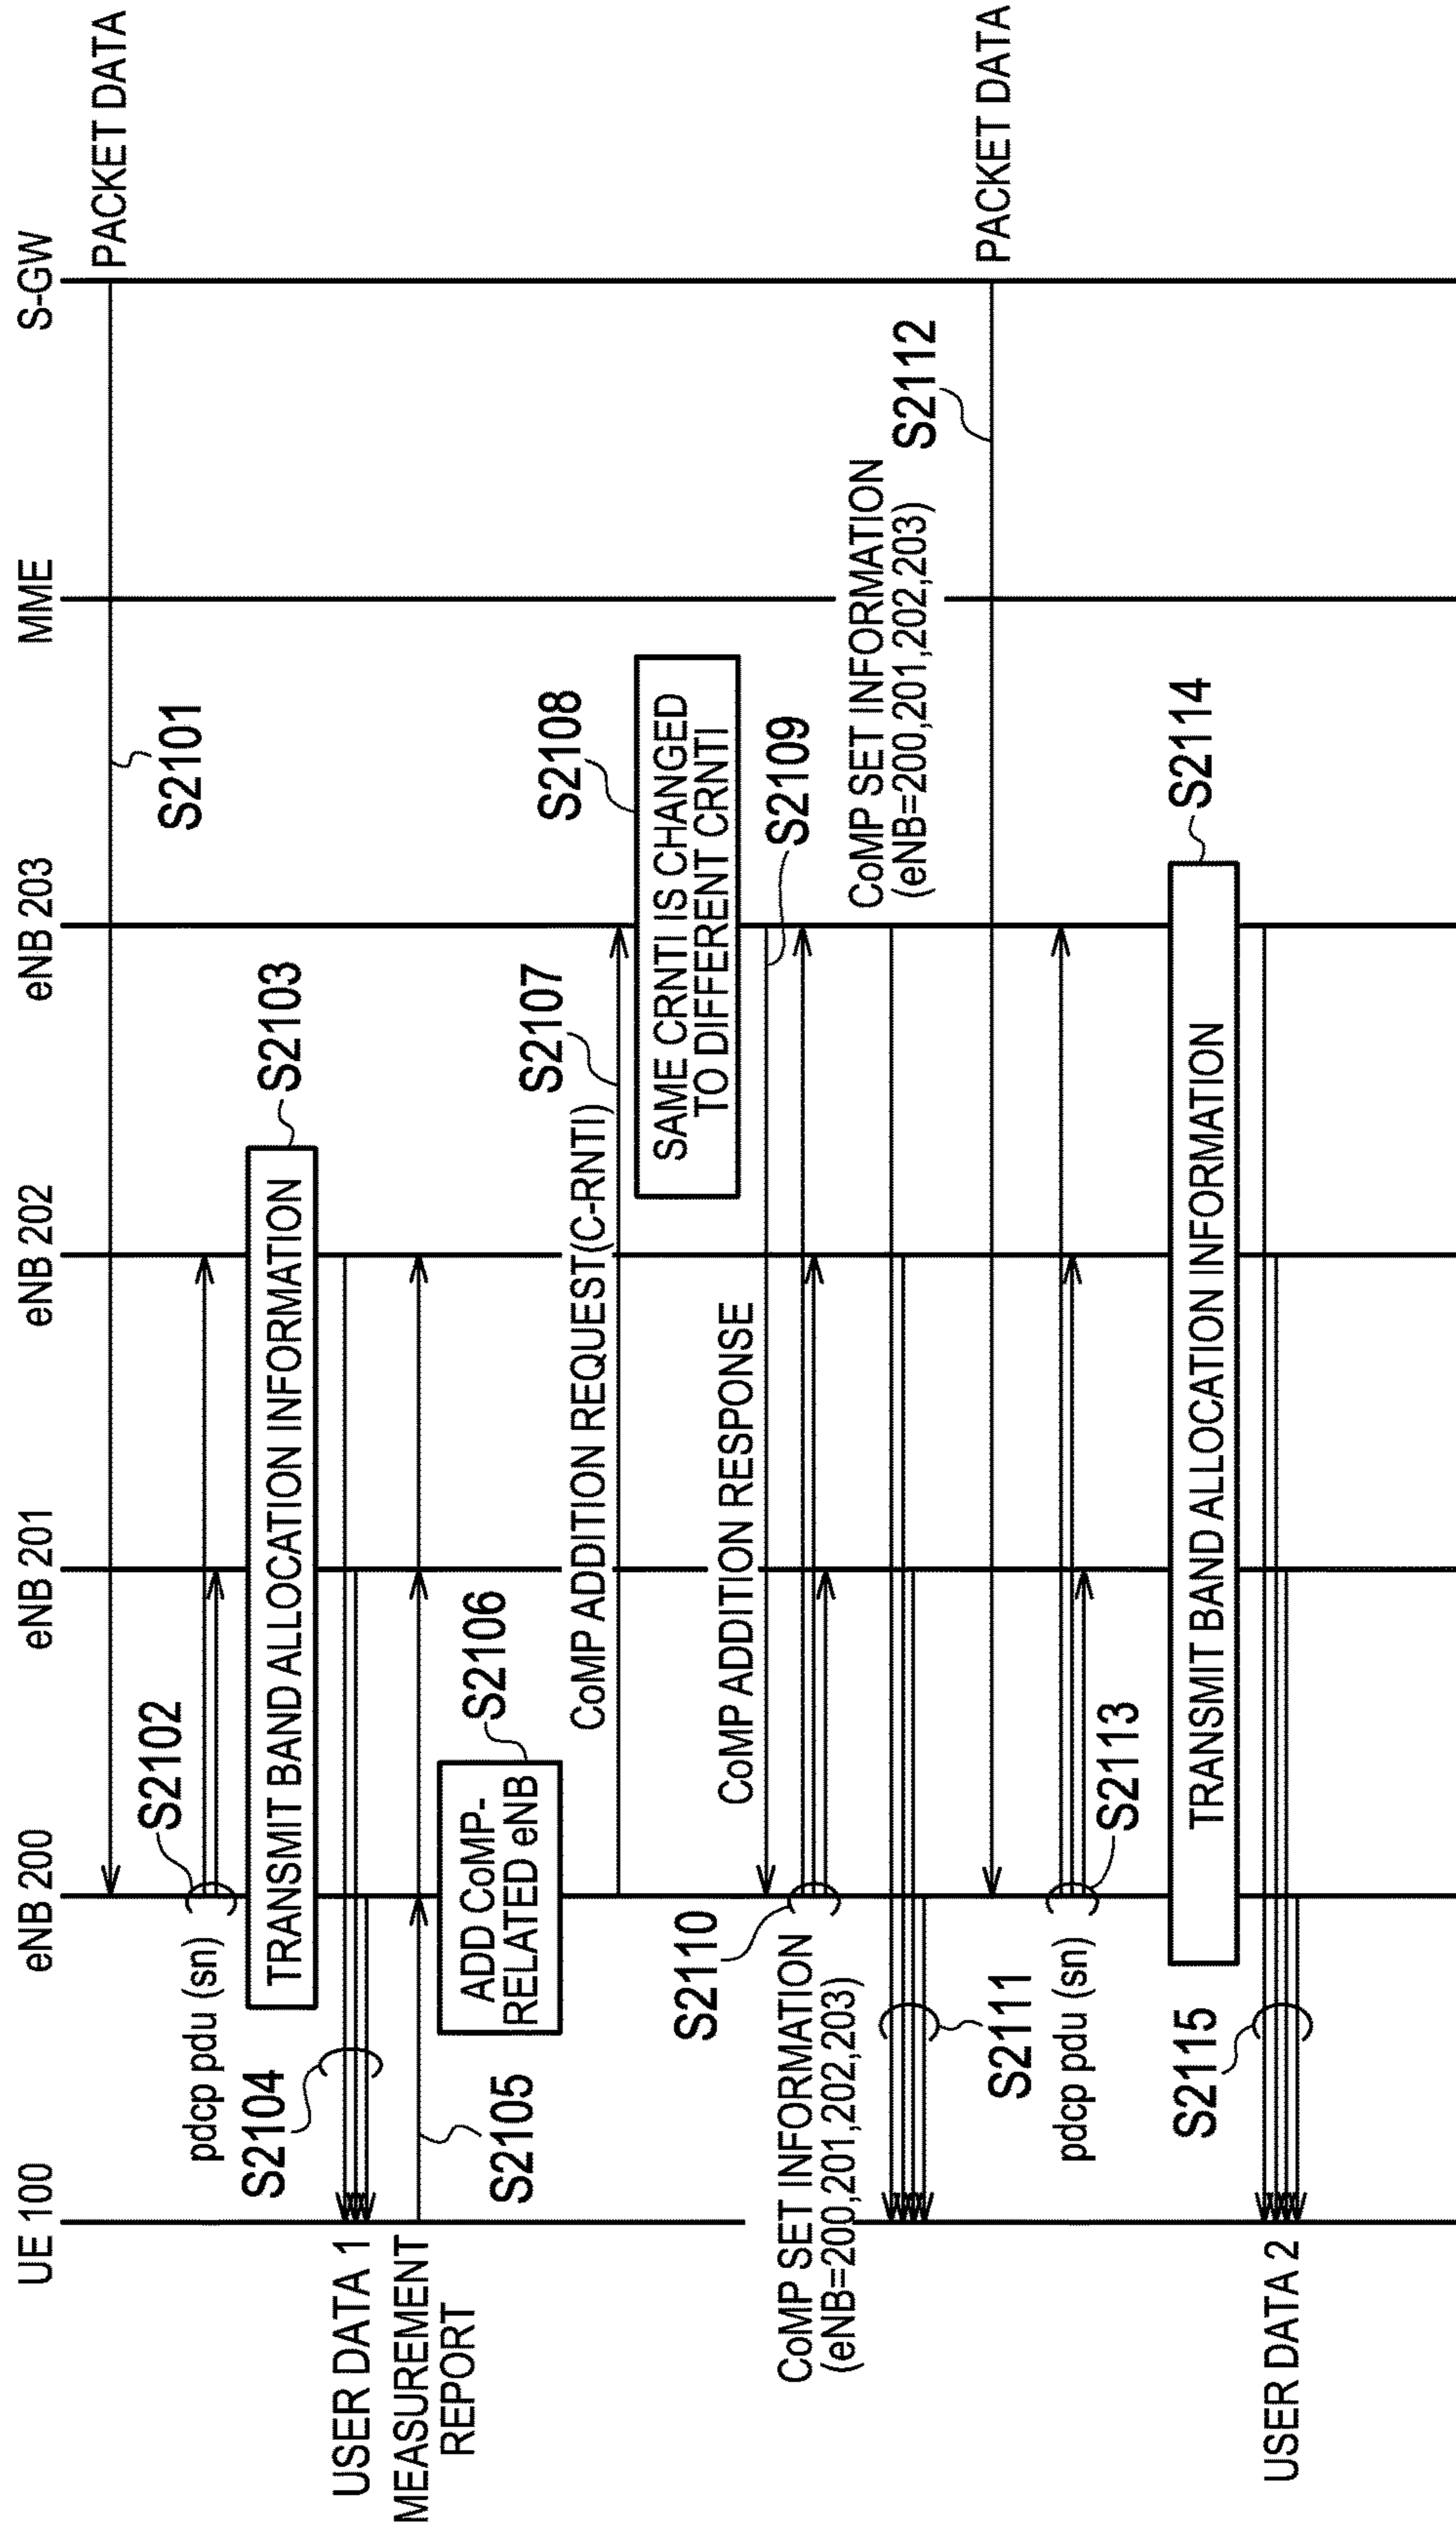 UE 100
eNB 200
eNB 201
eNB 202
eNB 203
MME
S-GW
PACKET DATA
S2101
S2102
pdcp pdu (sn)
S2103
TRANSMIT BAND ALLOCATION INFORMATION
S2104
USER DATA 1
MEASUREMENT
REPORT
S2105
S2106
ADD CoMP-
RELATED eNB
S2107
CoMP ADDITION REQUEST(C-RNTI)
S2108
SAME CRNTI IS CHANGED
TO DIFFERENT CRNTI
S2109
CoMP ADDITION RESPONSE
S2110
CoMP SET INFORMATION
(eNB=200,201,202,203)
CoMP SET INFORMATION
(eNB=200,201,202,203)
S2111
S2112
PACKET DATA
pdcp pdu (sn)
S2113
S2114
TRANSMIT BAND ALLOCATION INFORMATION
S2115
USER DATA 2